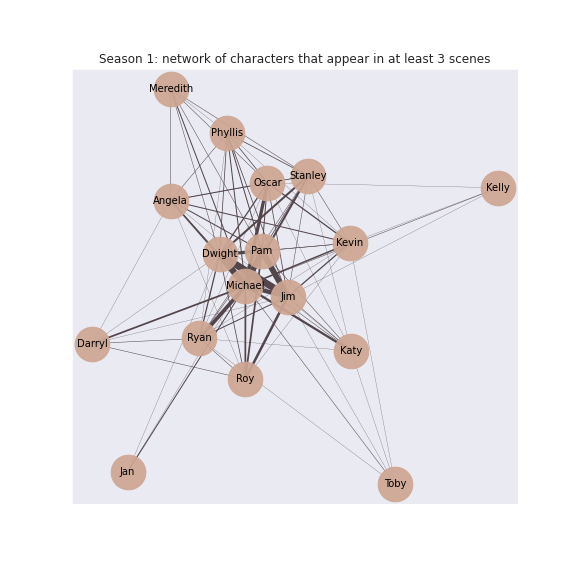 Season 1: network of characters that appear in at least 3 scenes
Meredith
Phyllis
Oscar
Stanley
Kelly
Angela
Kevin
Dwight
Pam
Michael
Jim
Darryl
Ryan
Katy
Roy
Jan
Toby